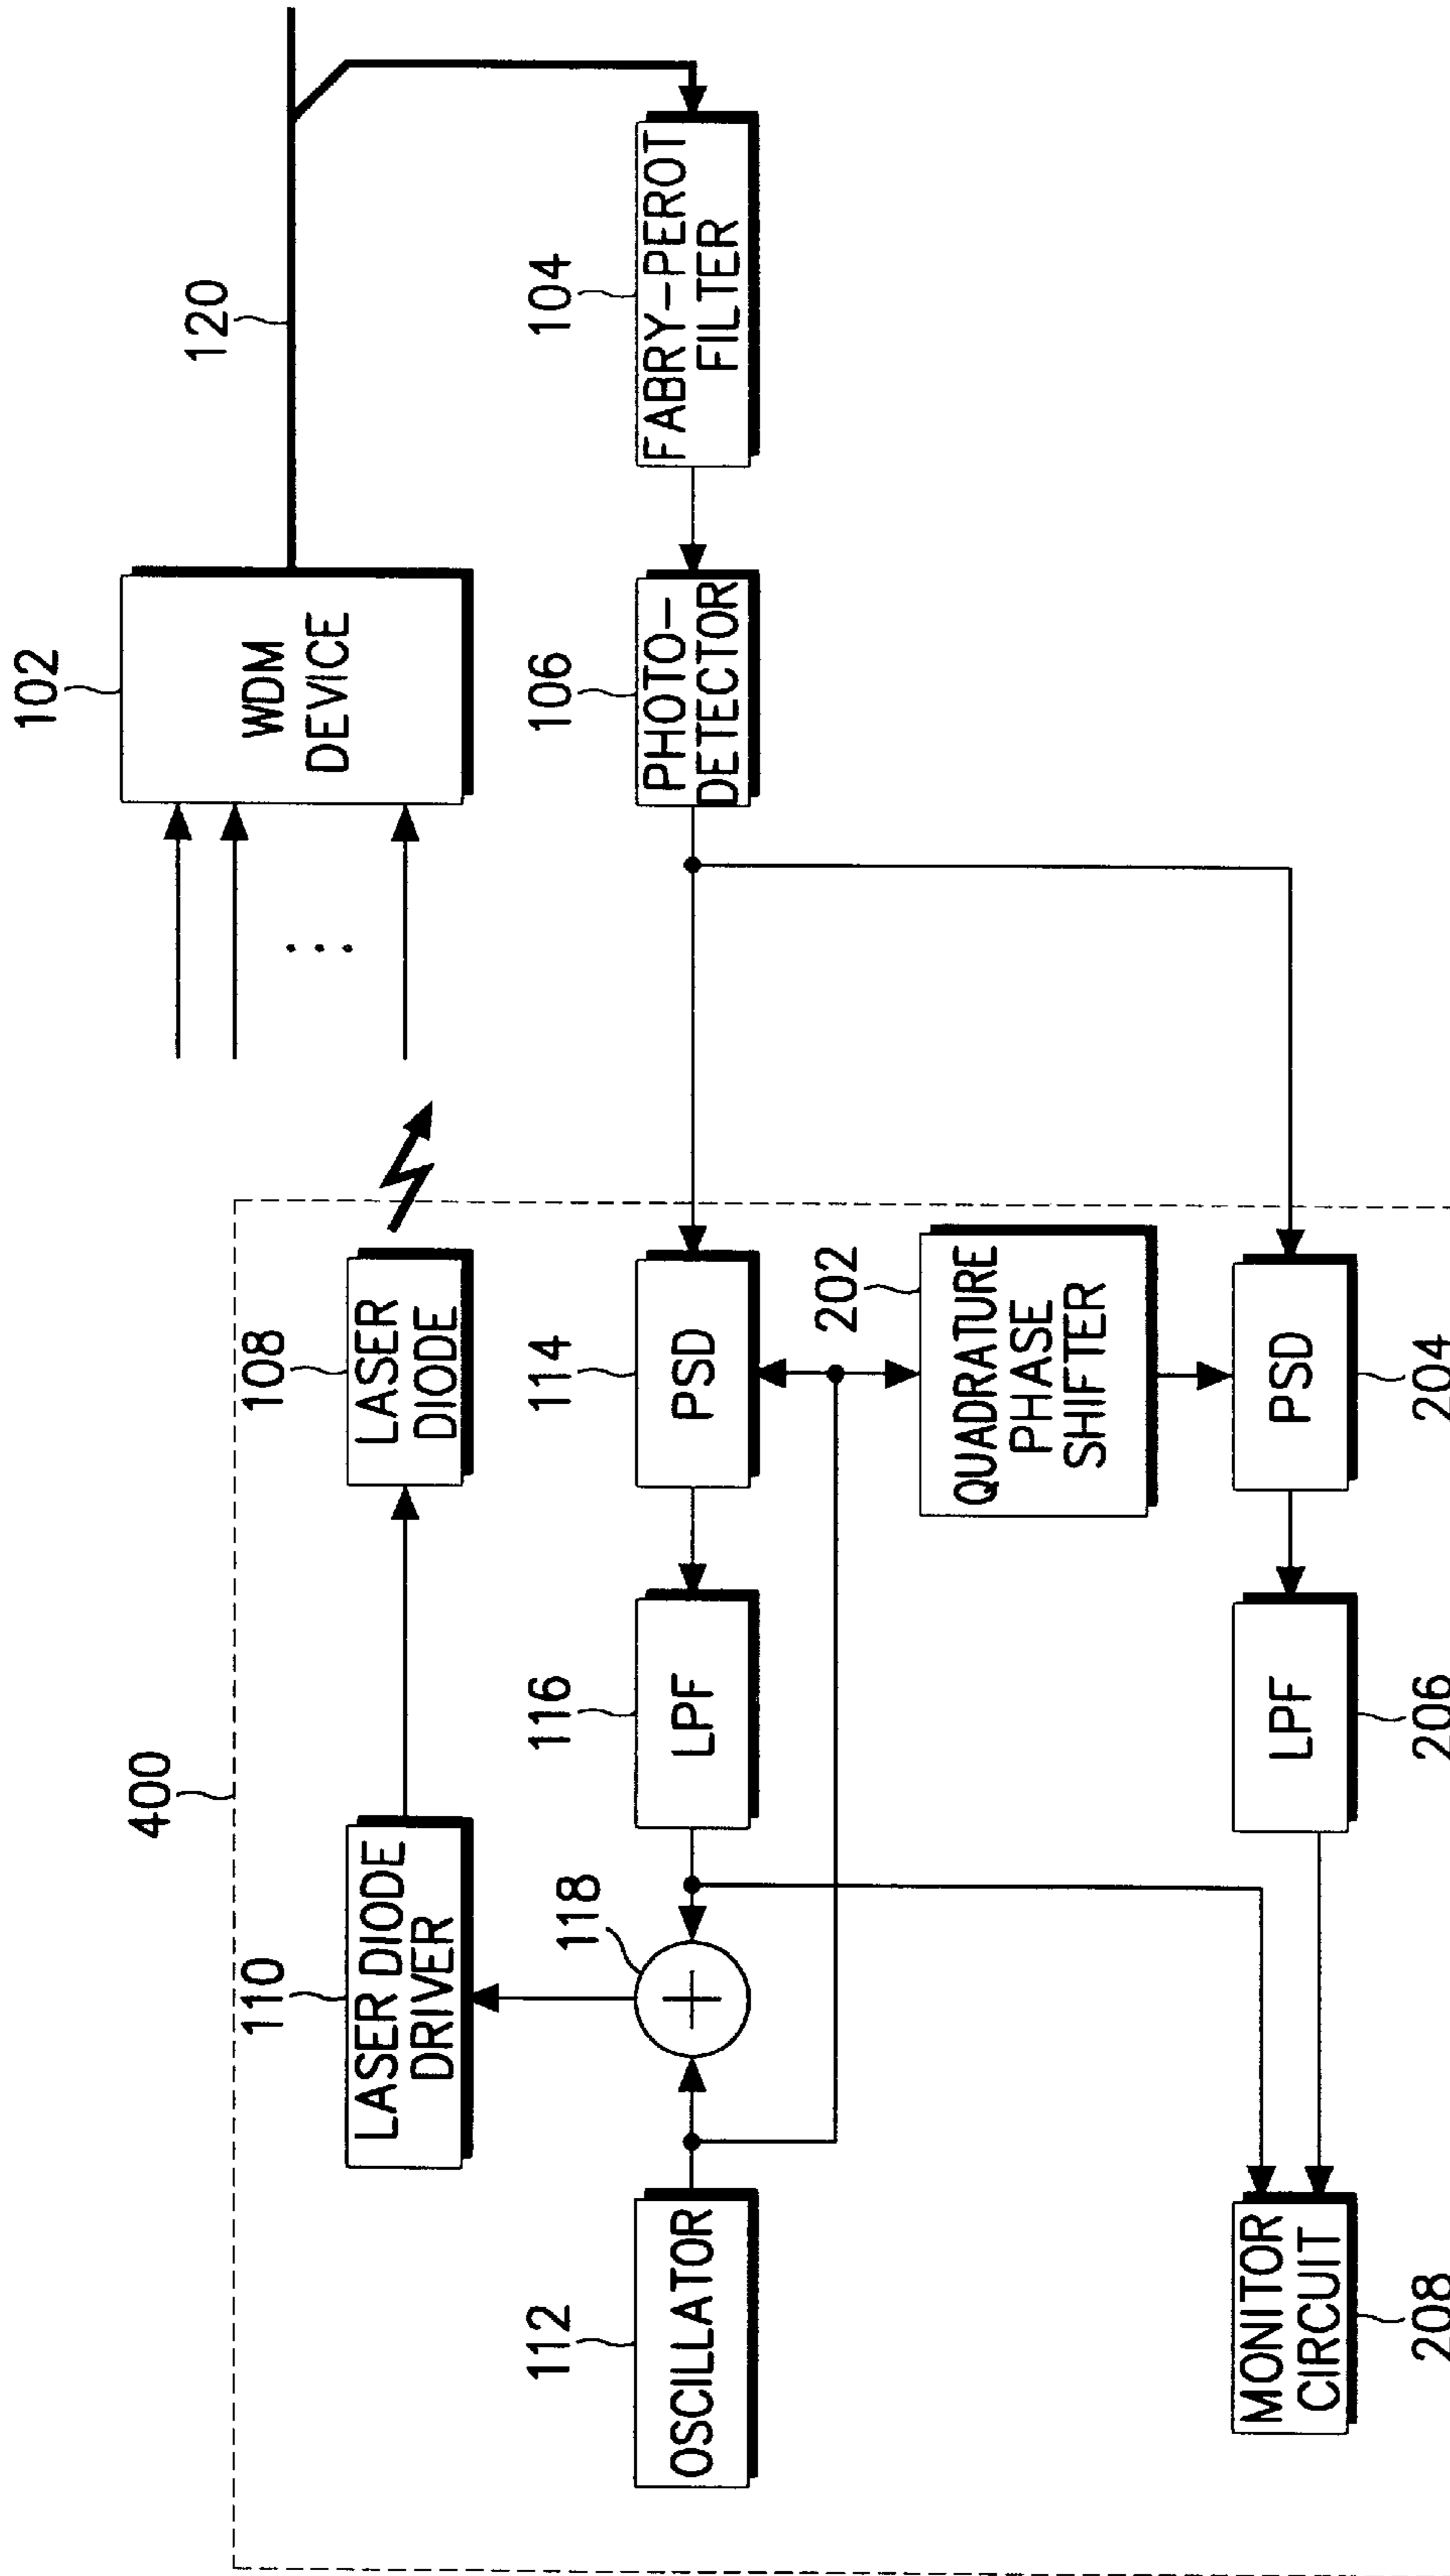 400
110
LASER DIODE
DRIVER
108
LASER
DIODE
102
WDM
DEVICE
120
112
OSCILLATOR
118
116
LPF
114
PSD
106
PHOTO-
DETECTOR
104
FABRY-PEROT
FILTER
202
QUADRATURE
PHASE
SHIFTER
MONITOR
CIRCUIT
208
LPF
206
PSD
204